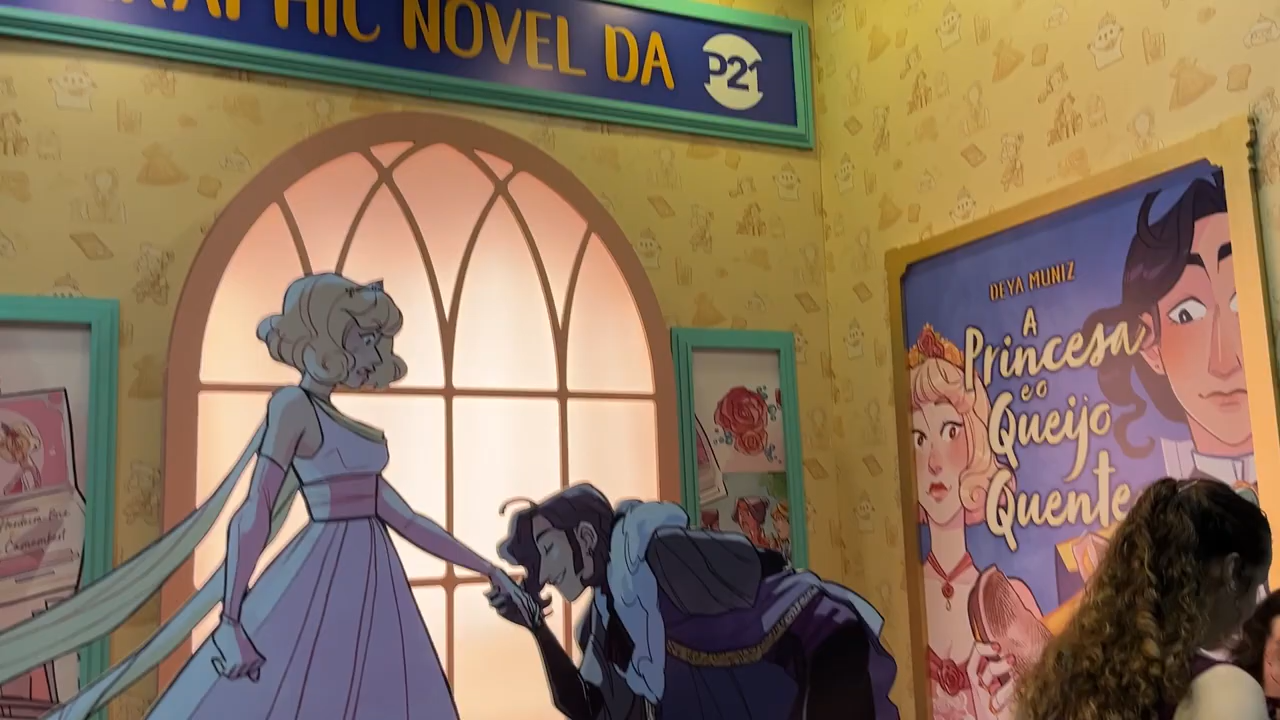 GRAPHIC NOVEL DA P21
DEYA MUNIZ
A
Princesa
e o
Queijo
Quente